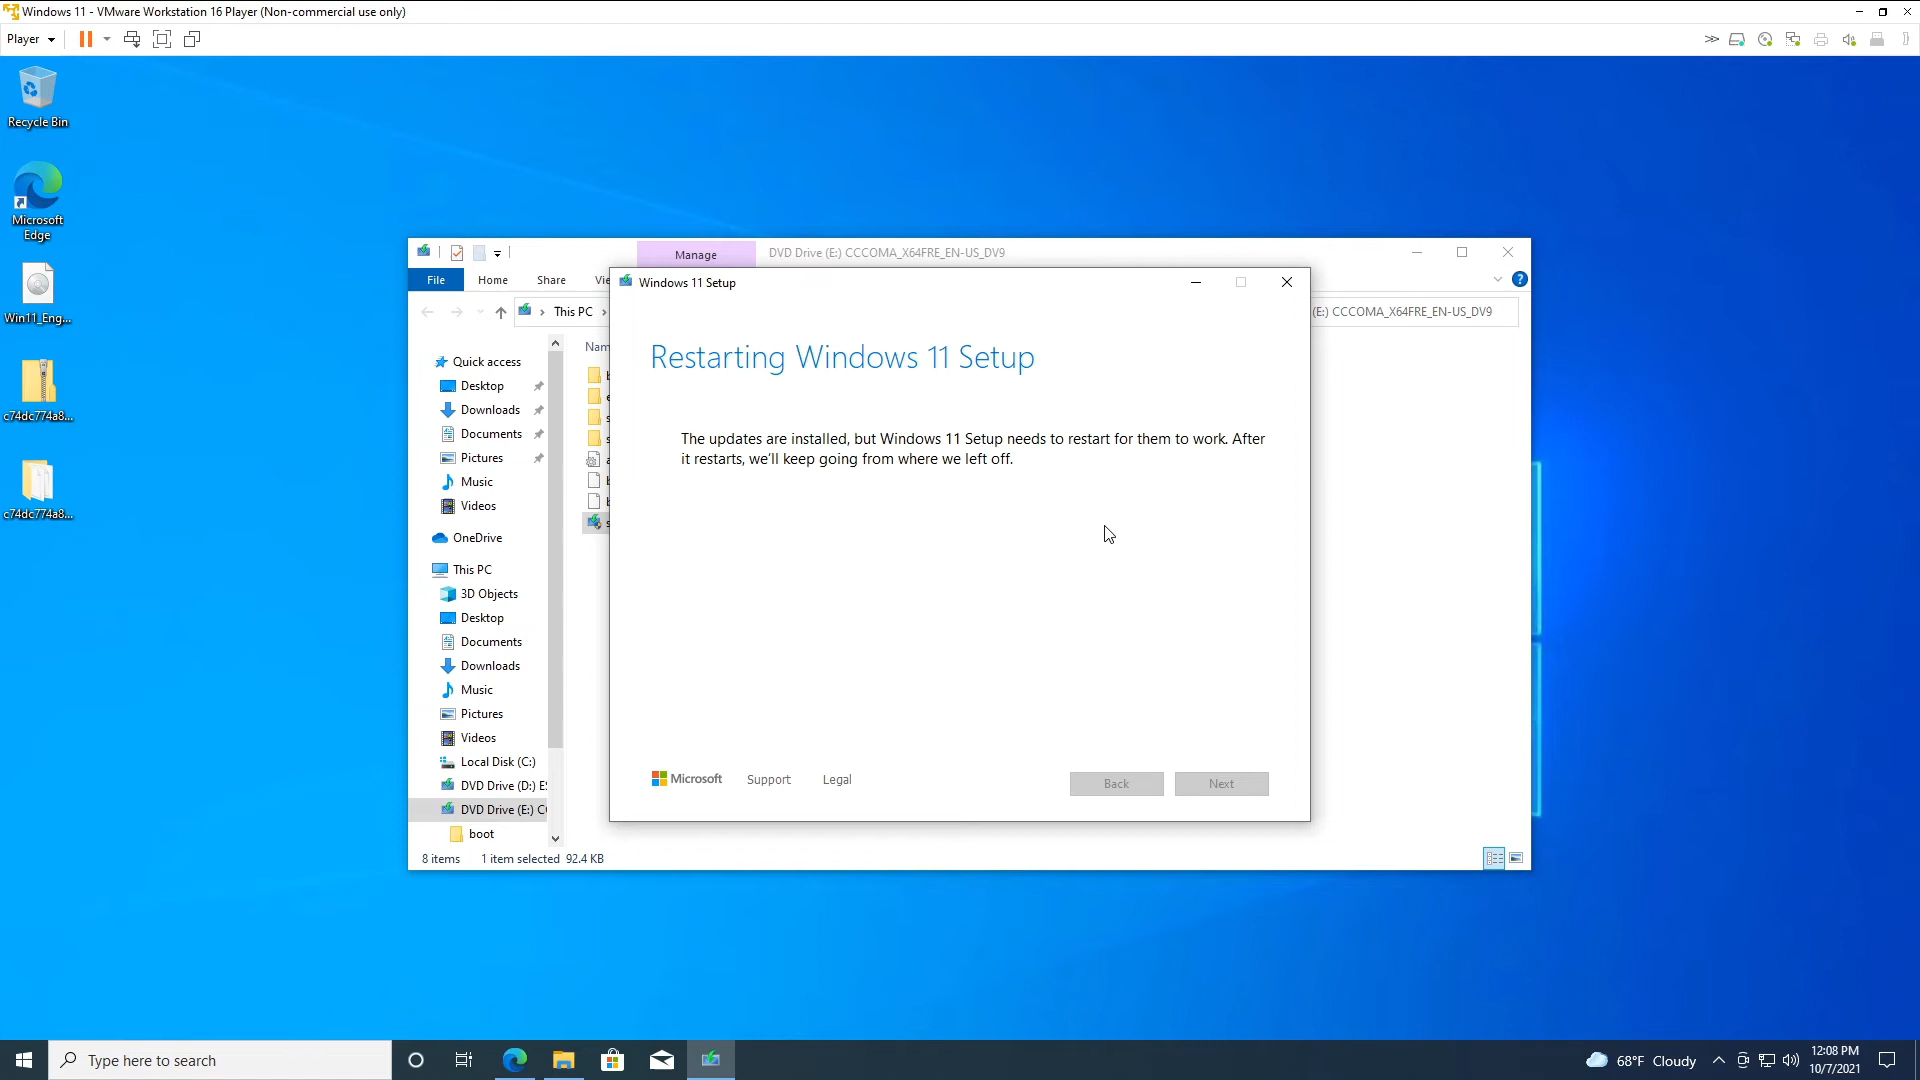 Windows 11 - VMware Workstation 16 Player (Non-commercial use only)
Player
Recycle Bin
Microsoft
Edge
Win11_Eng...
c74dc774a8...
c74dc774a8...
Manage
DVD Drive (E:) CCCOMA_X64FRE_EN-US_DV9
File
Home
Share
This PC
(E:) CCCOMA_X64FRE_EN-US_DV9
Quick access
Desktop
Downloads
Documents
Pictures
Music
Videos
OneDrive
This PC
3D Objects
Desktop
Documents
Downloads
Music
Pictures
Videos
Local Disk (C:)
DVD Drive (D:) ES
DVD Drive (E:) CC
boot
8 items
1 item selected 92.4 KB
Windows 11 Setup
Restarting Windows 11 Setup
The updates are installed, but Windows 11 Setup needs to restart for them to work. After
it restarts, we'll keep going from where we left off.
Microsoft
Support
Legal
Back
Next
Type here to search
68°F Cloudy
12:08 PM
10/7/2021